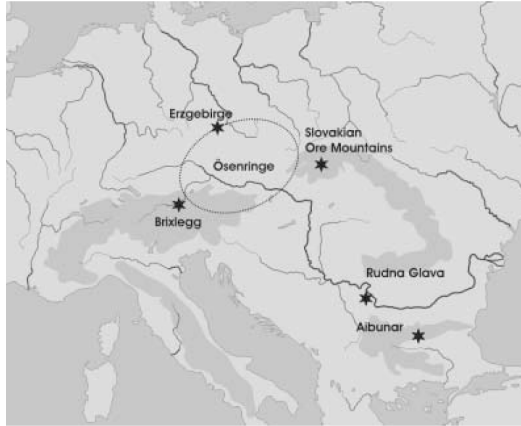 Erzgebirge
Slovakian
Ore Mountains
Ösenringe
Brixlegg
Rudna Glava
Aibunar